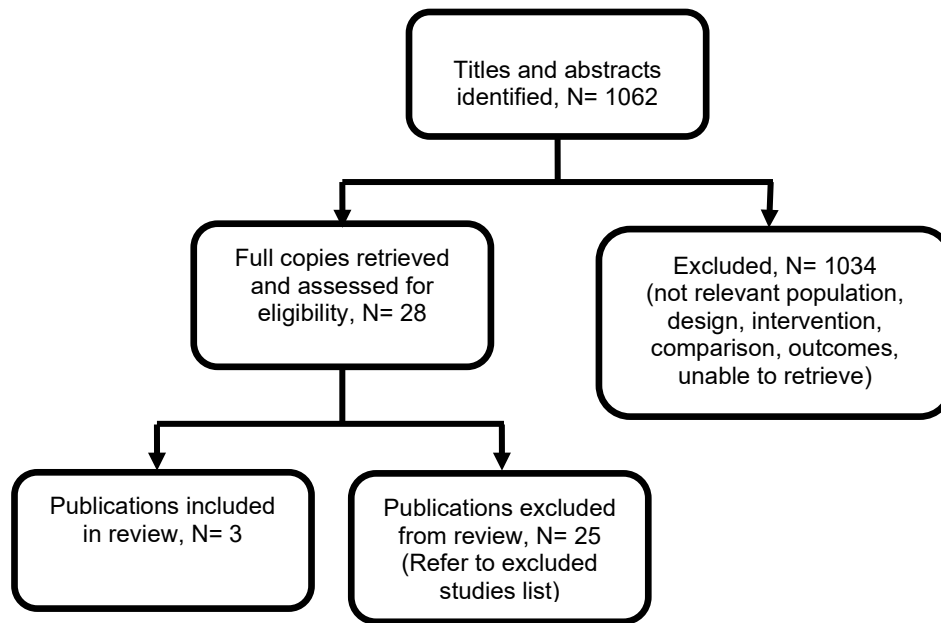 Titles and abstracts
identified, N= 1062
Full copies retrieved
and assessed for
eligibility, N= 28
Excluded, N= 1034
(not relevant population,
design, intervention,
comparison, outcomes,
unable to retrieve)
Publications included
in review, N= 3
Publications excluded
from review, N= 25
(Refer to excluded
studies list)